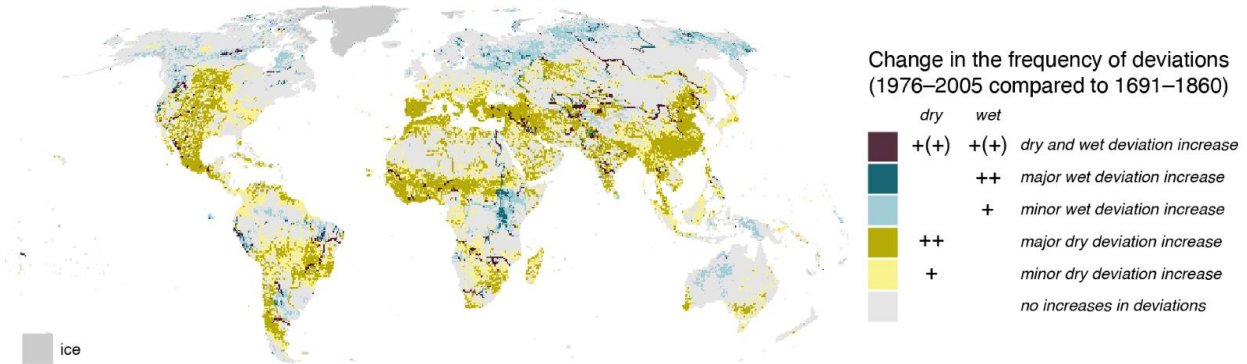 Change in the frequency of deviations
(1976–2005 compared to 1691–1860)
dry wet
+(+) +(+) dry and wet deviation increase
++ major wet deviation increase
+ minor wet deviation increase
++ major dry deviation increase
+ minor dry deviation increase
no increases in deviations
ice